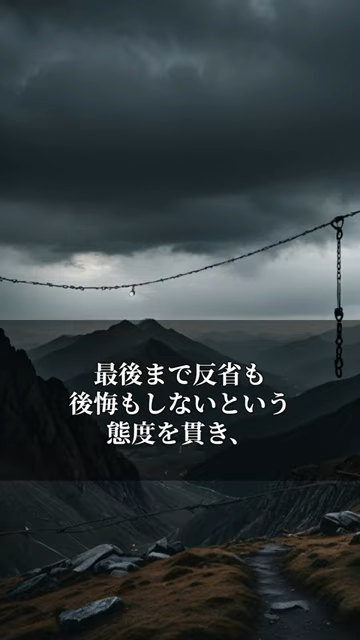 最後まで反省も
後悔もしないという
態度を貫き、